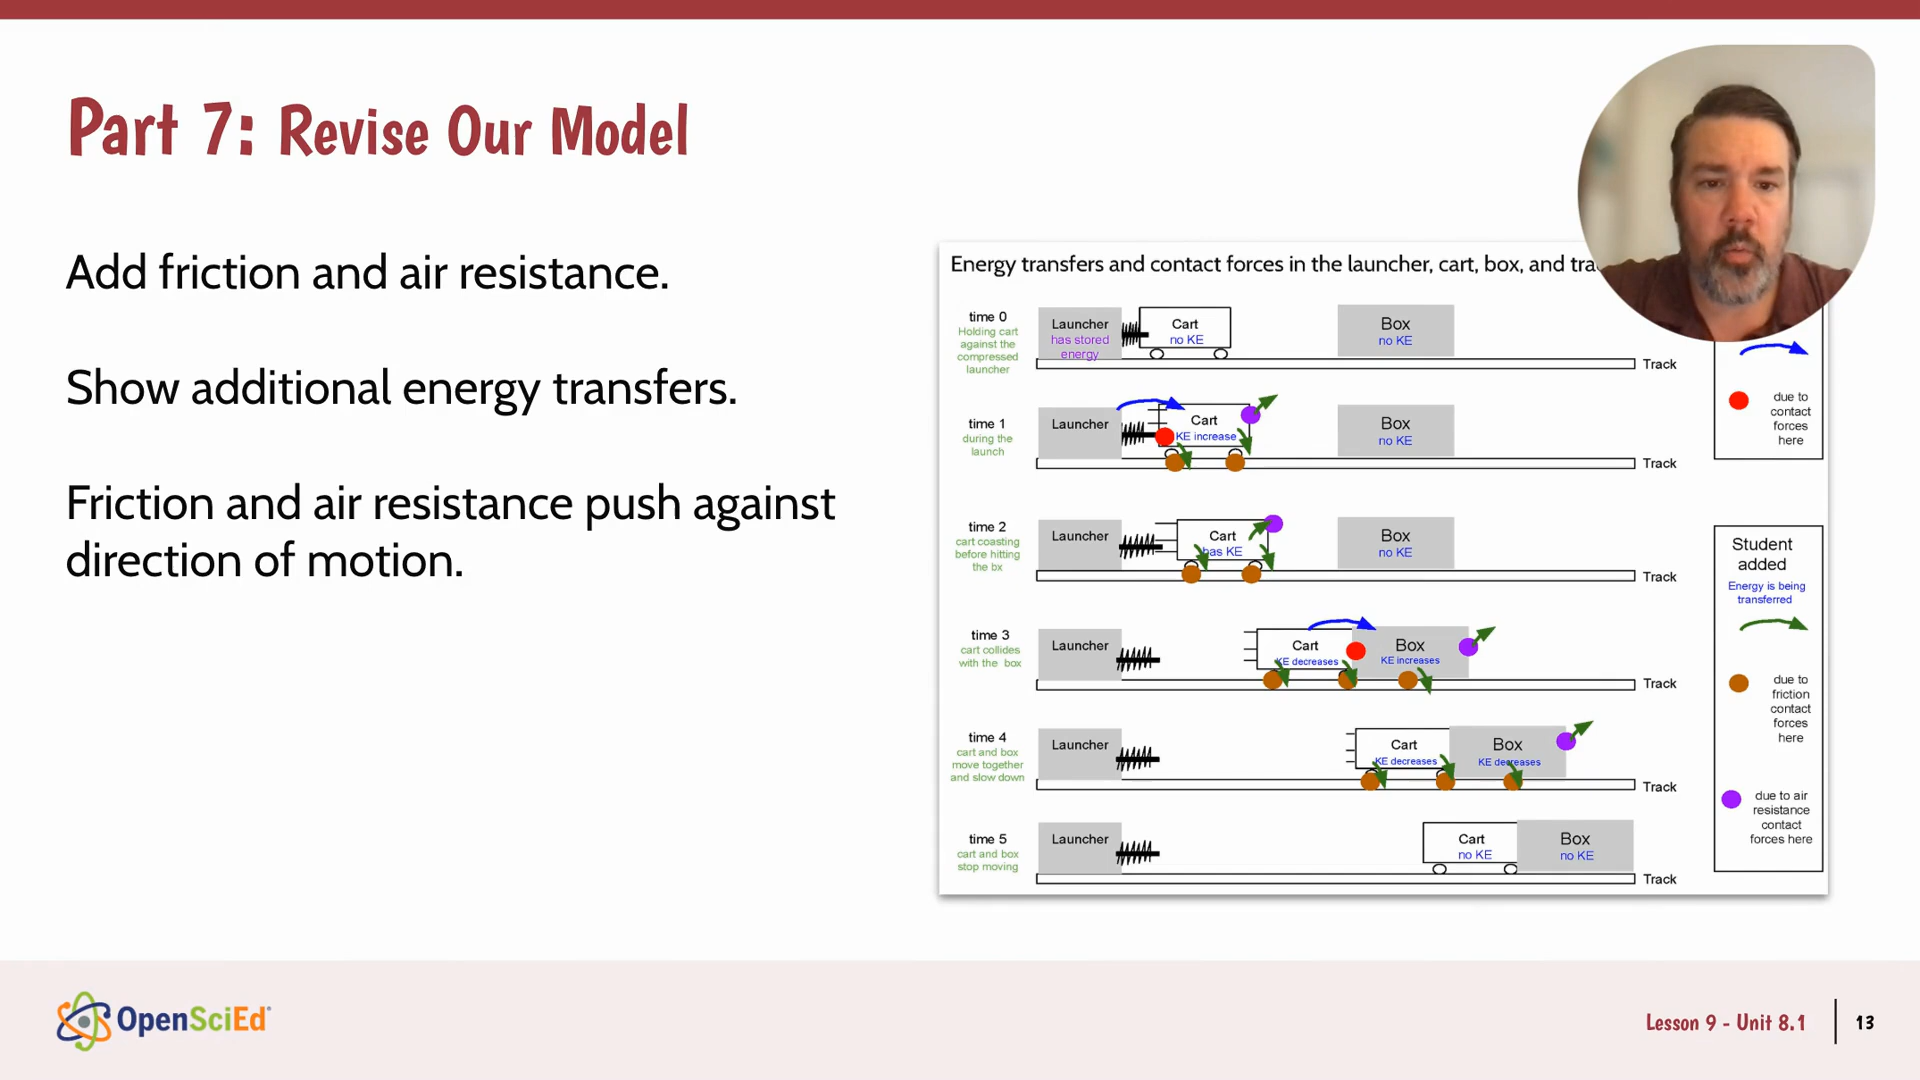 Part 7: Revise Our Model
Add friction and air resistance.
Show additional energy transfers.
Friction and air resistance push against
direction of motion.
Energy transfers and contact forces in the launcher, cart, box, and
time 0
Holding cart
against the
compressed
launcher
Launcher
has stored
energy
Cart
no KE
Box
no KE
Track
time 1
during the
launch
Launcher
Cart
KE increase
Box
no KE
Track
time 2
cart coasting
before hitting
the bx
Launcher
Cart
has KE
Box
no KE
Track
time 3
cart collides
with the box
Launcher
Cart
KE decreases
Box
KE increases
Track
time 4
cart and box
move together
and slow down
Launcher
Cart
KE decreases
Box
KE decreases
Track
time 5
cart and box
stop moving
Launcher
Cart
no KE
Box
no KE
Track
due to
contact
forces
here
Student
added
Energy is being
transferred
due to
friction
contact
forces
here
due to air
resistance
contact
forces here
OpenSciEd
Lesson 9 - Unit 8.1
13